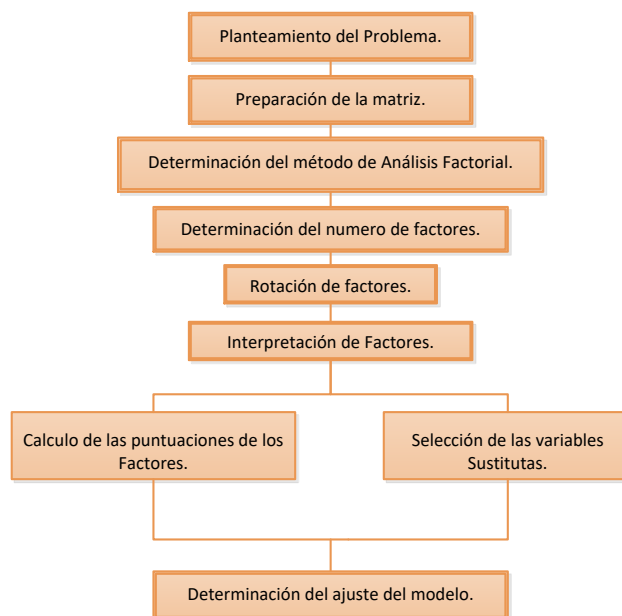 Planteamiento del Problema.
Preparación de la matriz.
Determinación del método de Análisis Factorial.
Determinación del numero de factores.
Rotación de factores.
Interpretación de Factores.
Calculo de las puntuaciones de los
Factores.
Selección de las variables
Sustitutas.
Determinación del ajuste del modelo.